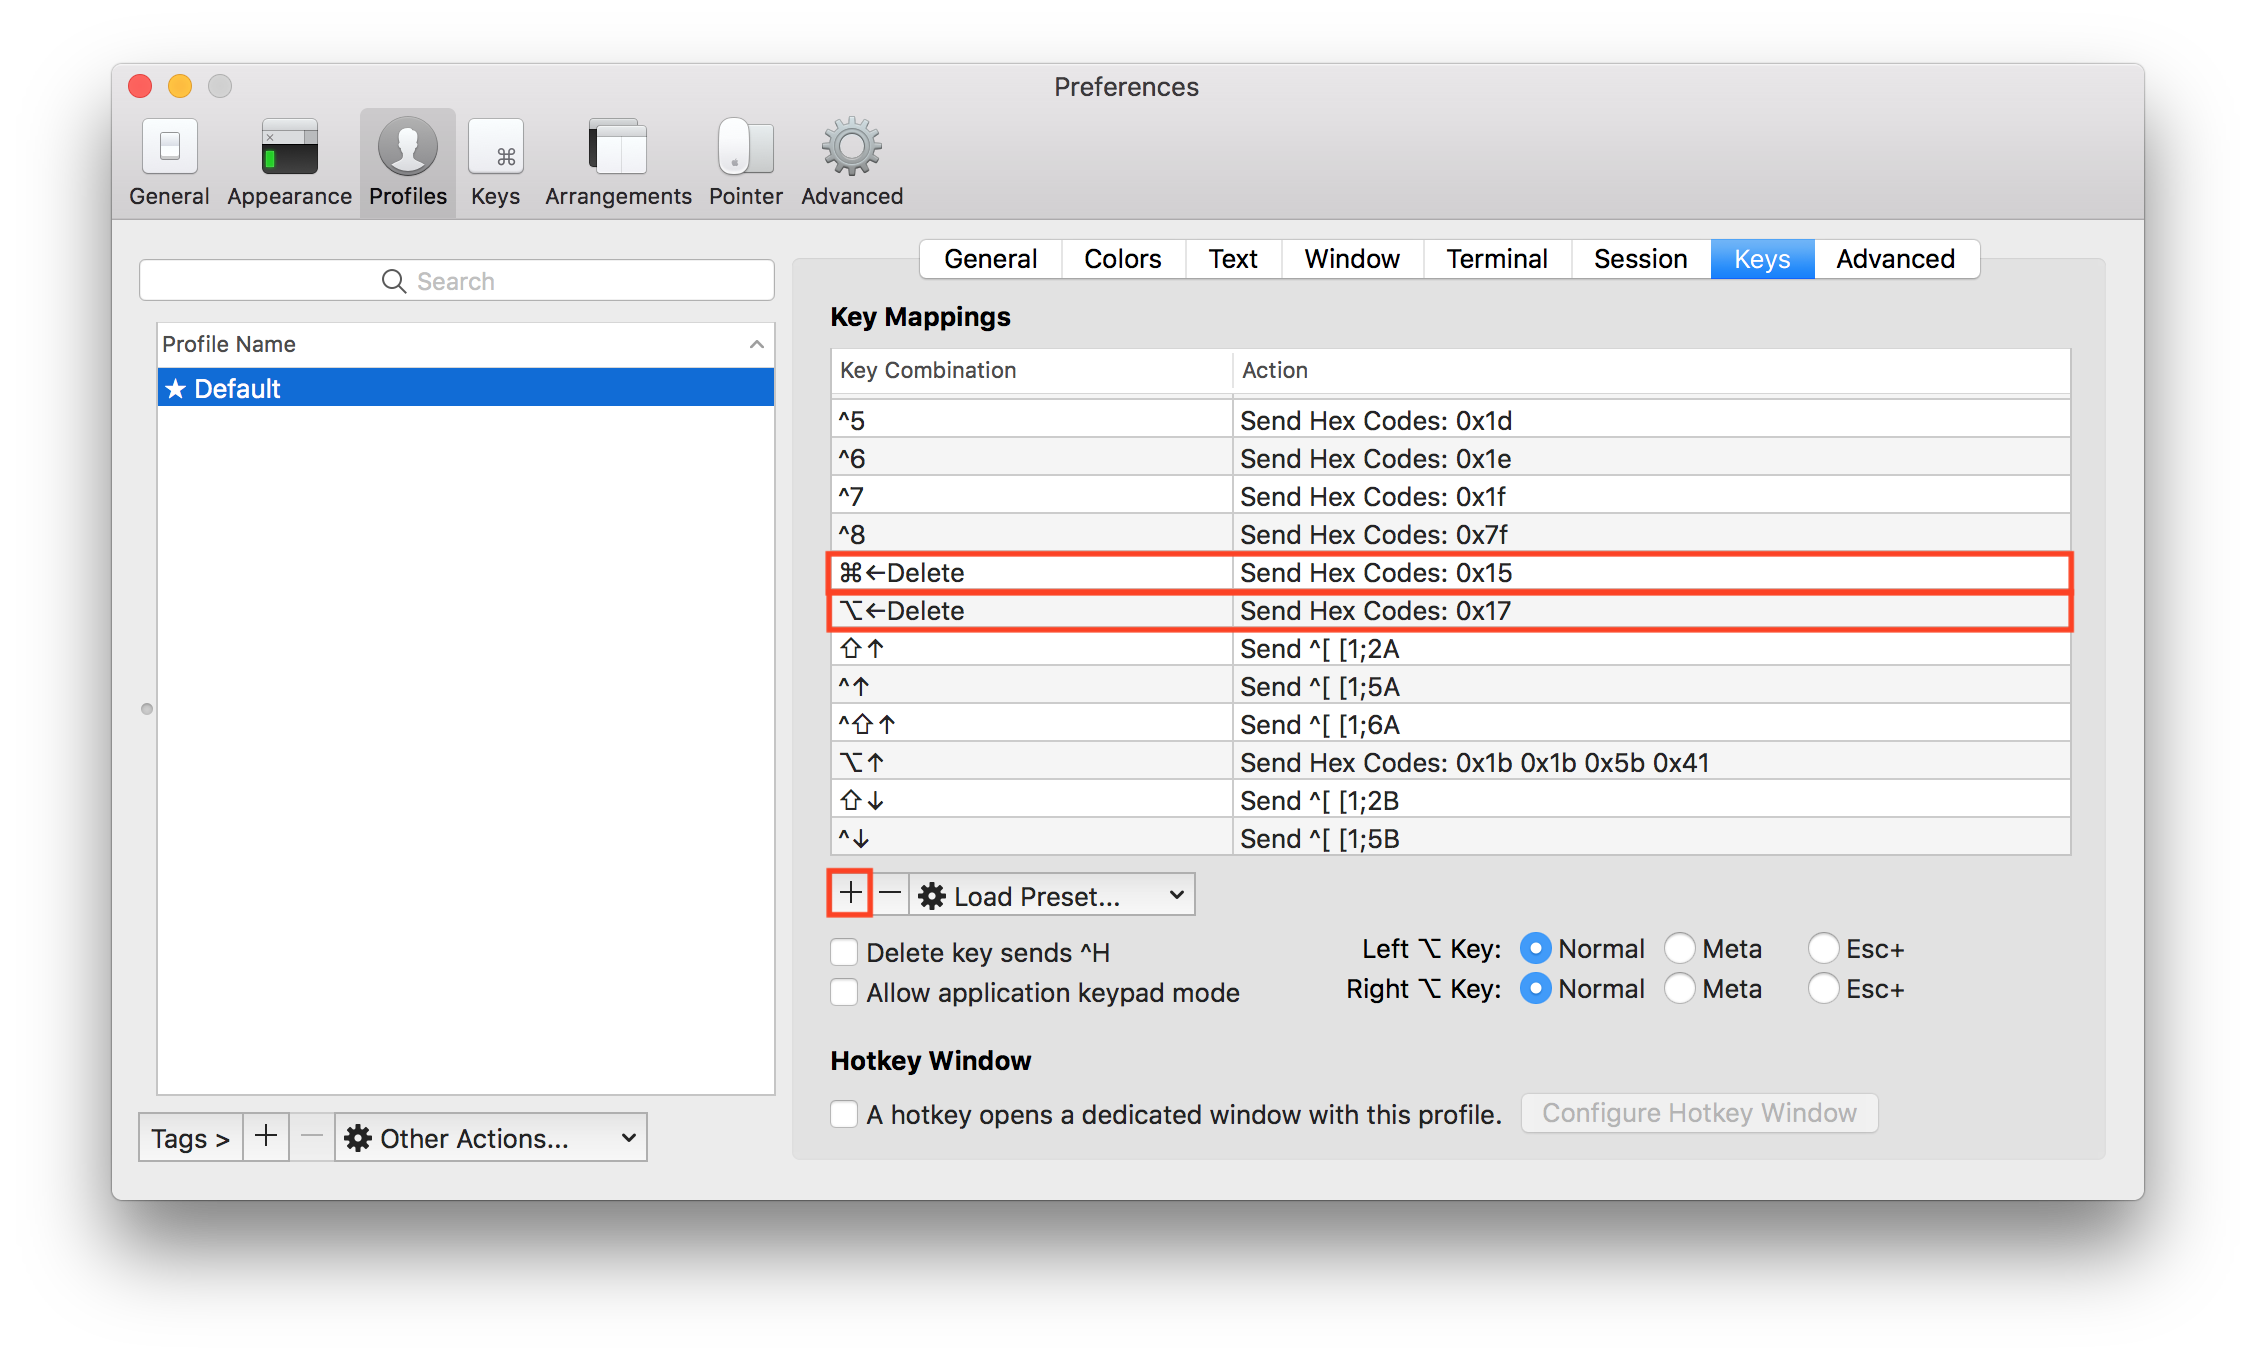 Preferences
General Appearance Profiles Keys Arrangements Pointer Advanced
Search
Profile Name
★ Default
Tags > + − Other Actions...
General Colors Text Window Terminal Session Keys Advanced
Key Mappings
Key Combination Action
^5 Send Hex Codes: 0x1d
^6 Send Hex Codes: 0x1e
^7 Send Hex Codes: 0x1f
^8 Send Hex Codes: 0x7f
⌘←Delete Send Hex Codes: 0x15
⌥←Delete Send Hex Codes: 0x17
⇧↑ Send ^[ [1;2A
^↑ Send ^[ [1;5A
^⇧↑ Send ^[ [1;6A
⌥↑ Send Hex Codes: 0x1b 0x1b 0x5b 0x41
⇧↓ Send ^[ [1;2B
^↓ Send ^[ [1;5B
+ − Load Preset...
Delete key sends ^H
Allow application keypad mode
Left ⌥ Key: Normal Meta Esc+
Right ⌥ Key: Normal Meta Esc+
Hotkey Window
A hotkey opens a dedicated window with this profile. Configure Hotkey Window